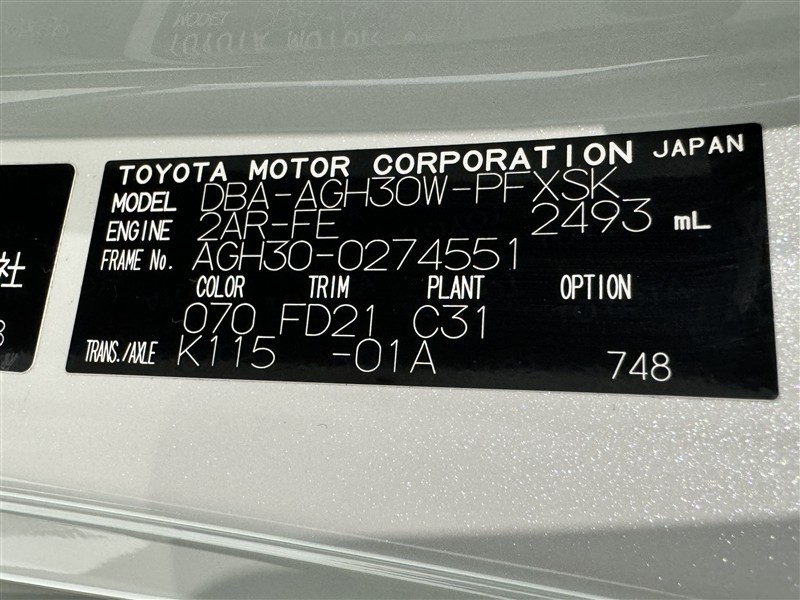 TOYOTA MOTOR CORPORATION JAPAN
MODEL DBA-AGH30W-PFXSK
ENGINE 2AR-FE 2493 mL
FRAME No. AGH30-0274551
COLOR TRIM PLANT OPTION
070 FD21 C31
TRANS./AXLE K115 -01A 748
社